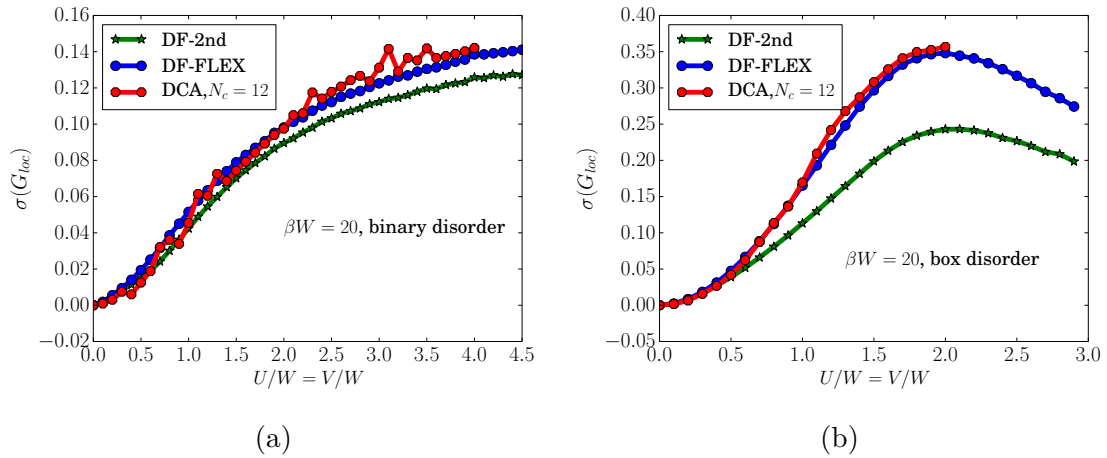 DF-2nd
DF-FLEX
DCA, N_c = 12
σ(G_loc)
0.16
0.14
0.12
0.10
0.08
0.06
0.04
0.02
0.00
−0.02
βW = 20, binary disorder
0.0 0.5 1.0 1.5 2.0 2.5 3.0 3.5 4.0 4.5
U/W = V/W
(a)
DF-2nd
DF-FLEX
DCA, N_c = 12
σ(G_loc)
0.40
0.35
0.30
0.25
0.20
0.15
0.10
0.05
0.00
−0.05
βW = 20, box disorder
0.0 0.5 1.0 1.5 2.0 2.5 3.0
U/W = V/W
(b)